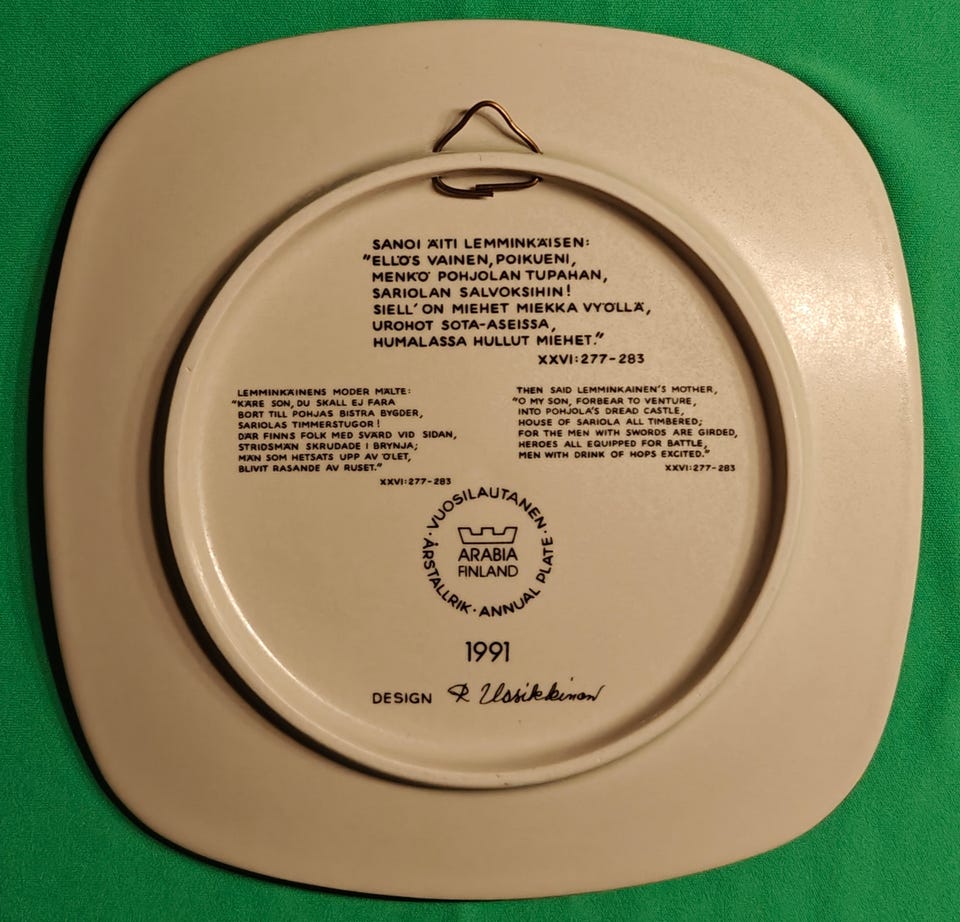 SANOI ÄITI LEMMINKÄISEN:
"ELLÖS VAINEN, POIKUENI,
MENKÖ POHJOLAN TUPAHAN,
SARIOLAN SALVOKSIHIN!
SIELL' ON MIEHET MIEKKA VYÖLLÄ,
UROHOT SOTA-ASEISSA,
HUMALASSA HULLUT MIEHET."
XXVI:277-283
LEMMINKÄINENS MODER MÄLTE:
"KÄRE SON, DU SKALL EJ FARA
BORT TILL POHJAS BISTRA BYGDER,
SARIOLAS TIMMERSTUGOR!
DÄR FINNS FOLK MED SVÄRD VID SIDAN,
STRIDSMÄN SKRUDADE I BRYNJA;
MÄN SOM HETSATS UPP AV ÖLET,
BLIVIT RASANDE AV RUSET."
XXVI:277-283
THEN SAID LEMMINKAINEN'S MOTHER,
"O MY SON, FORBEAR TO VENTURE,
INTO POHJOLA'S DREAD CASTLE,
HOUSE OF SARIOLA ALL TIMBERED;
FOR THE MEN WITH SWORDS ARE GIRDED,
HEROES ALL EQUIPPED FOR BATTLE,
MEN WITH DRINK OF HOPS EXCITED."
XXVI:277-283
· VUOSILAUTANEN · ANNUAL PLATE · ÅRSTALLRIK
ARABIA
FINLAND
1991
DESIGN R Uosikkinen